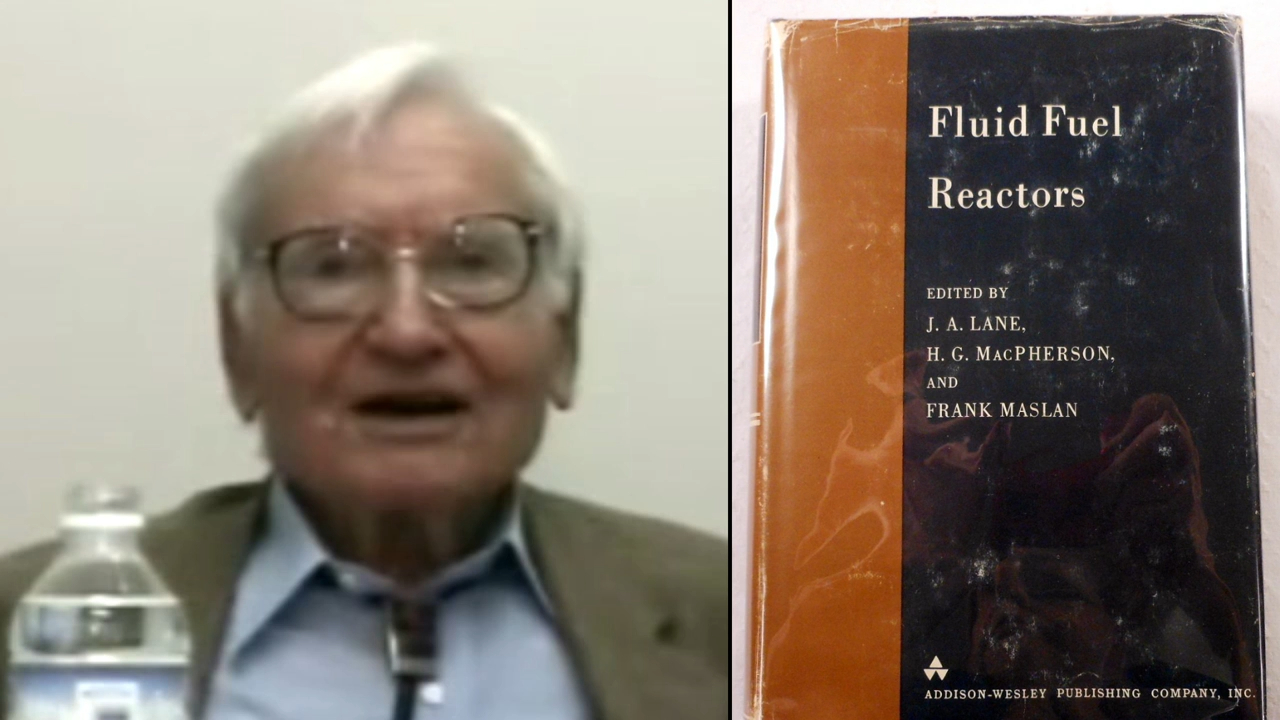 Fluid Fuel
Reactors
EDITED BY
J. A. LANE,
H. G. MACPHERSON,
AND
FRANK MASLAN
ADDISON-WESLEY PUBLISHING COMPANY, INC.